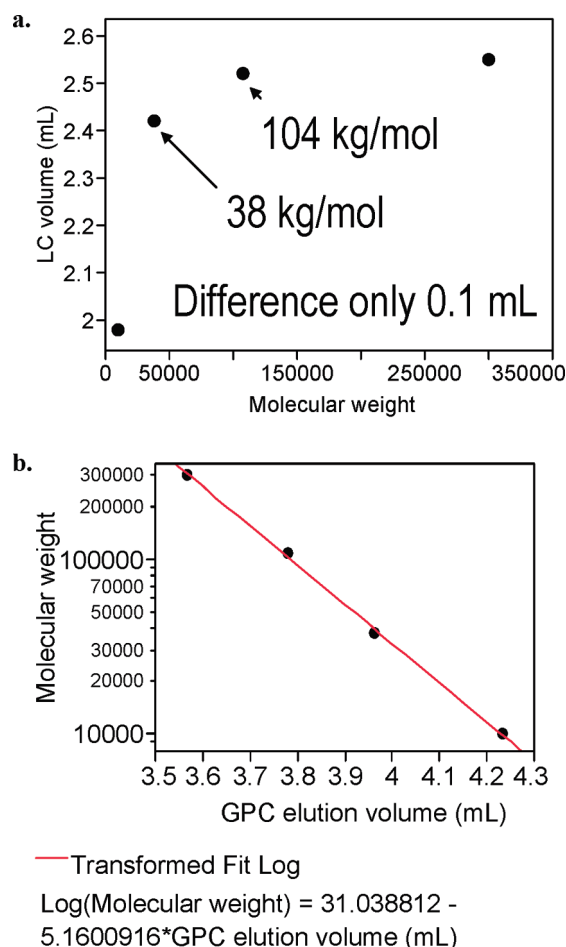 a.
2.6
2.5
2.4
2.3
2.2
2.1
2
LC volume (mL)
104 kg/mol
38 kg/mol
Difference only 0.1 mL
0 50000 150000 250000 350000
Molecular weight
b.
300000
200000
100000
70000
50000
30000
20000
10000
Molecular weight
3.5 3.6 3.7 3.8 3.9 4 4.1 4.2 4.3
GPC elution volume (mL)
Transformed Fit Log
Log(Molecular weight) = 31.038812 -
5.1600916*GPC elution volume (mL)